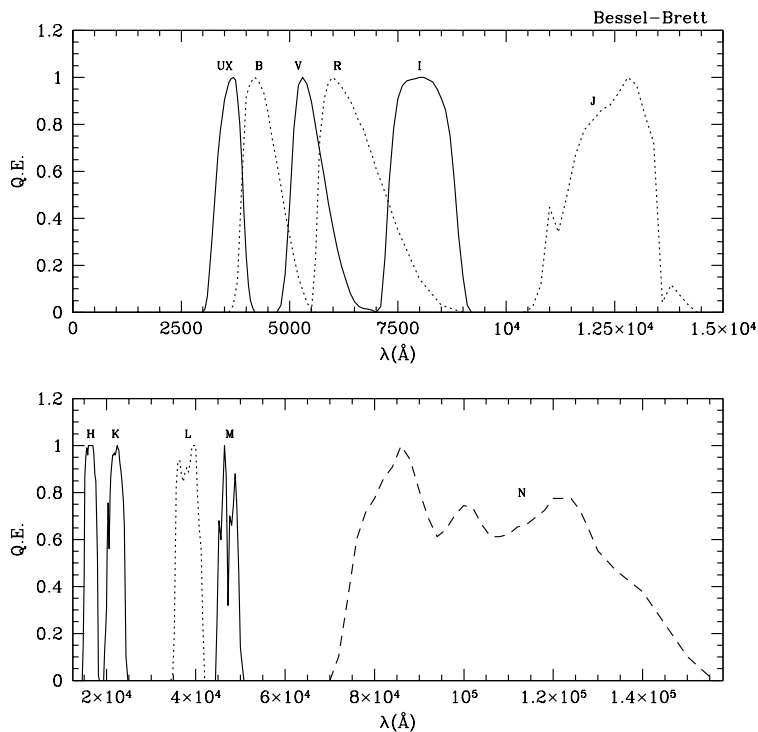 Bessel-Brett
1.2
1
0.8
0.6
0.4
0.2
0
Q.E.
UX B V R I J
0 2500 5000 7500 10⁴ 1.25×10⁴ 1.5×10⁴
λ(Å)
1.2
1
0.8
0.6
0.4
0.2
0
Q.E.
H K L M N
2×10⁴ 4×10⁴ 6×10⁴ 8×10⁴ 10⁵ 1.2×10⁵ 1.4×10⁵
λ(Å)